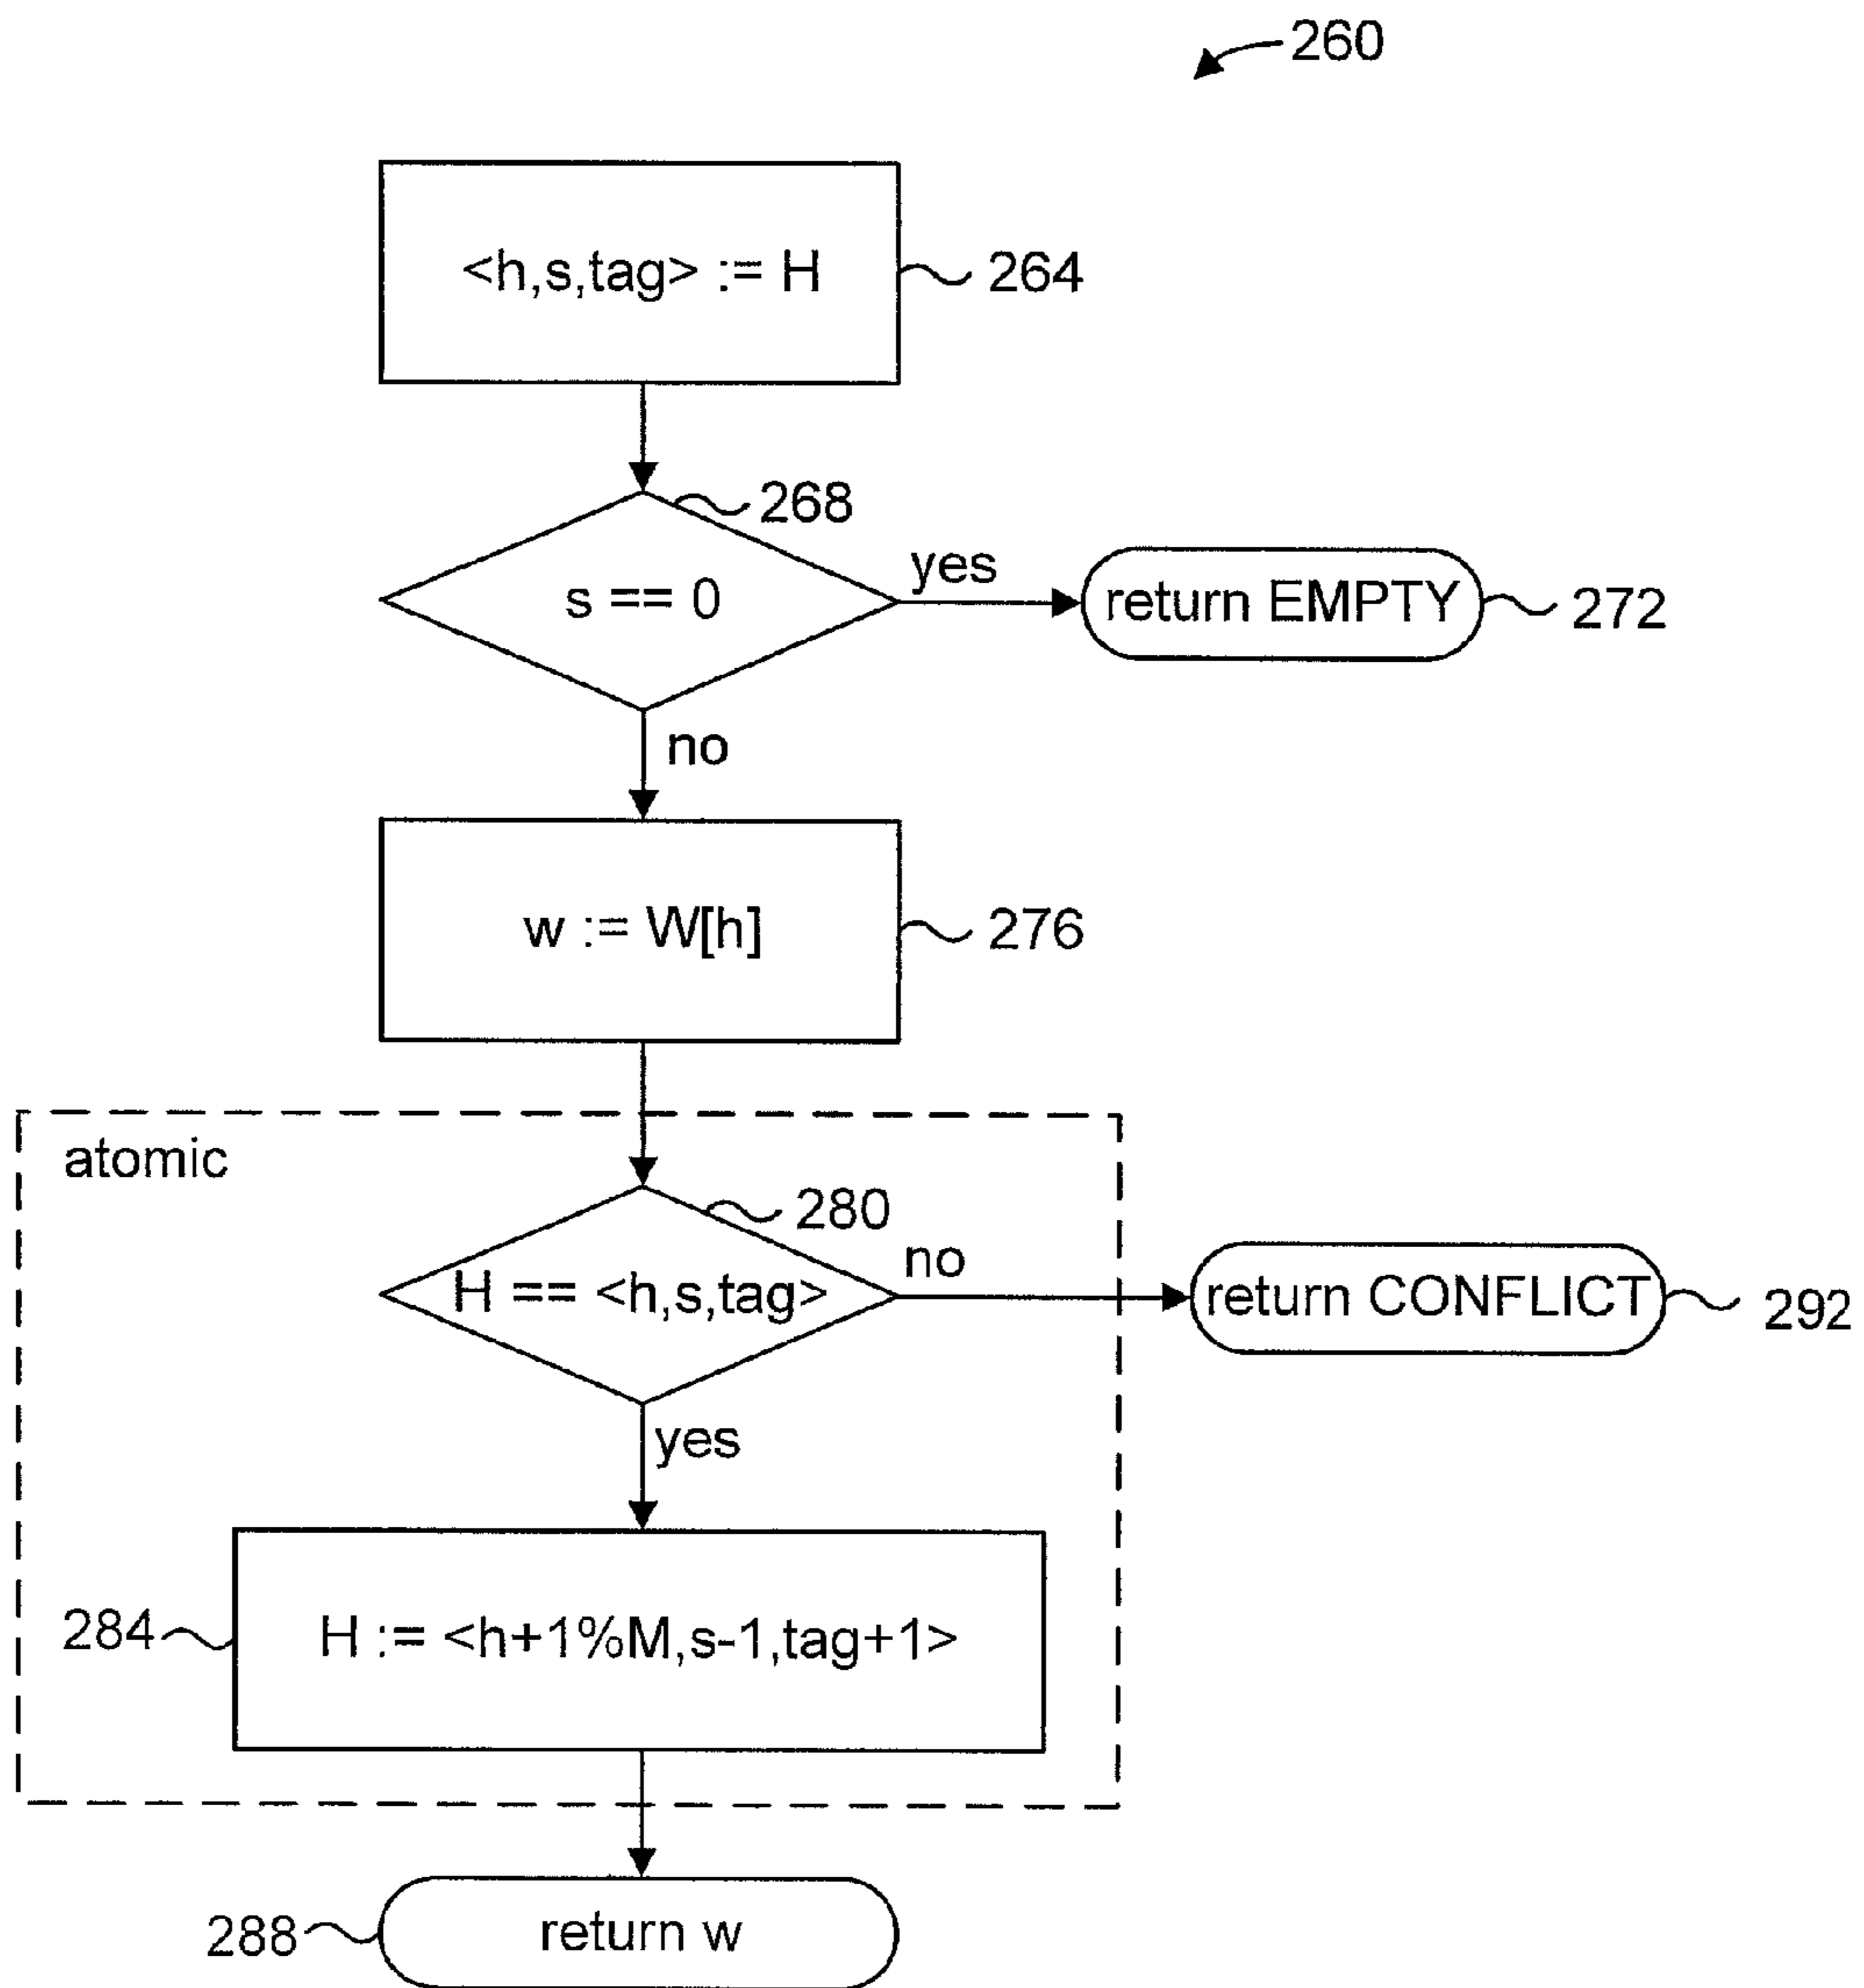 260
<h,s,tag> := H
264
268
s == 0
yes
return EMPTY
272
no
w := W[h]
276
atomic
280
H == <h,s,tag>
no
return CONFLICT
292
yes
284
H := <h+1%M,s-1,tag+1>
288
return w